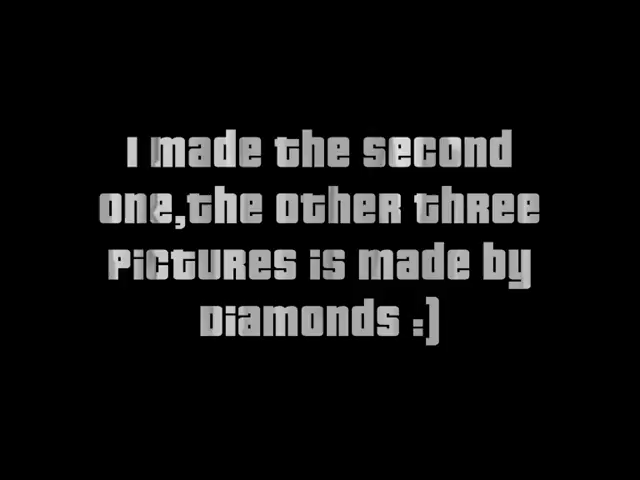 I made the second
one,the other three
pictures is made by
Diamonds :)